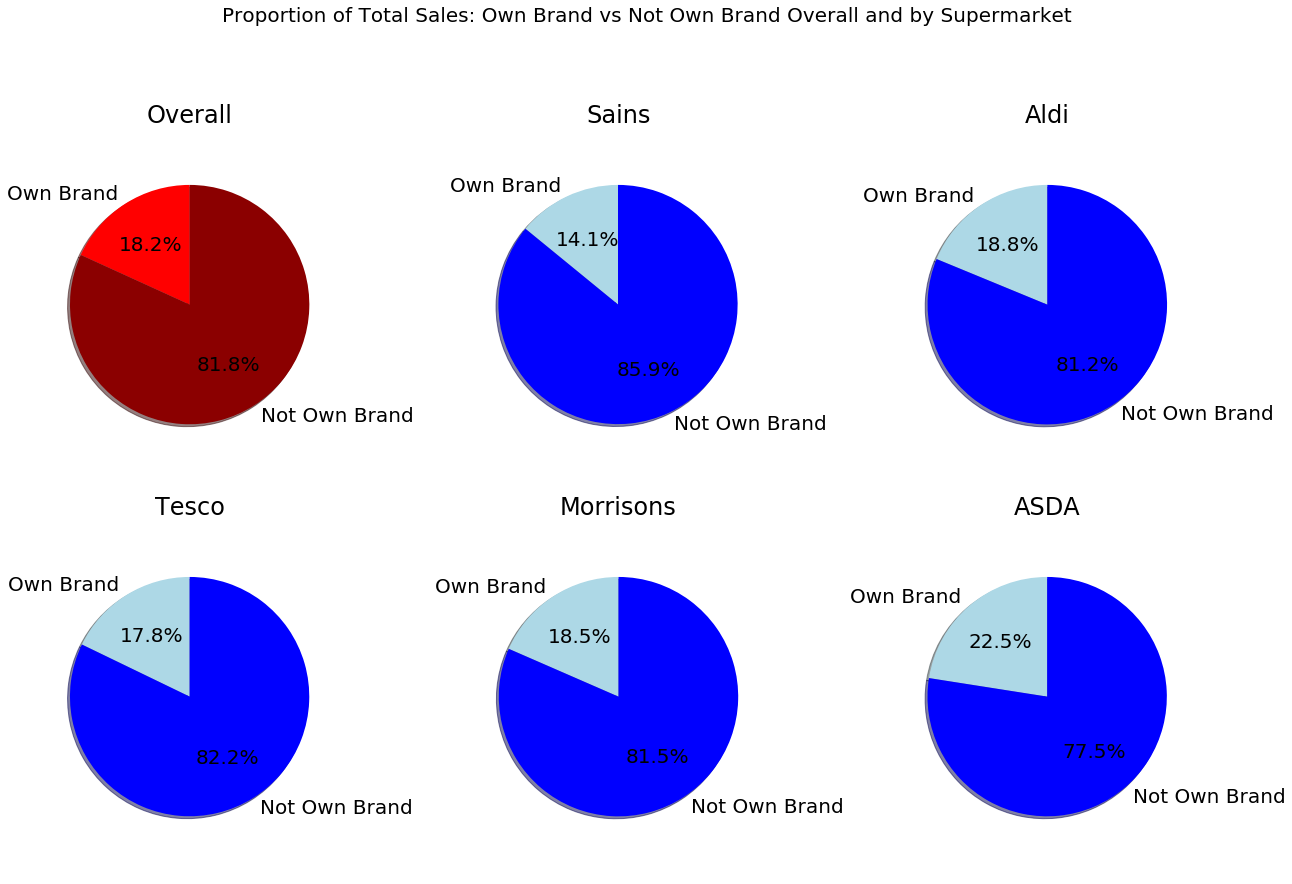 Proportion of Total Sales: Own Brand vs Not Own Brand Overall and by Supermarket
Overall
Own Brand
18.2%
81.8%
Not Own Brand
Sains
Own Brand
14.1%
85.9%
Not Own Brand
Aldi
Own Brand
18.8%
81.2%
Not Own Brand
Tesco
Own Brand
17.8%
82.2%
Not Own Brand
Morrisons
Own Brand
18.5%
81.5%
Not Own Brand
ASDA
Own Brand
22.5%
77.5%
Not Own Brand